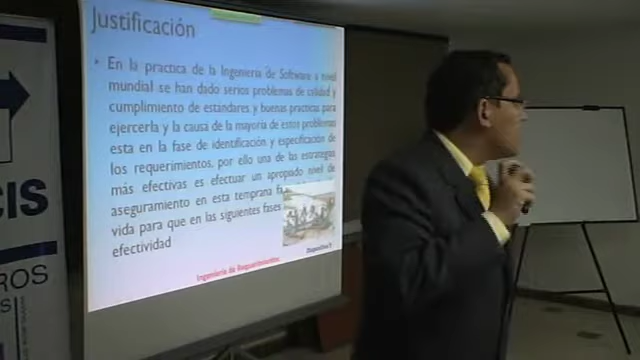 Justificación
• En la practica de la Ingeniería de Software a nivel
mundial se han dado serios problemas de calidad y
cumplimiento de estándares y buenas practicas para
ejercerla y la causa de la mayoría de estos problemas
esta en la fase de identificación y especificación de
los requerimientos, por ello una de las estrategias
más efectivas es efectuar un apropiado nivel de
aseguramiento en esta temprana fa
vida para que en las siguientes fases
efectividad
Ingeniería de Requerimientos
CIS
ROS